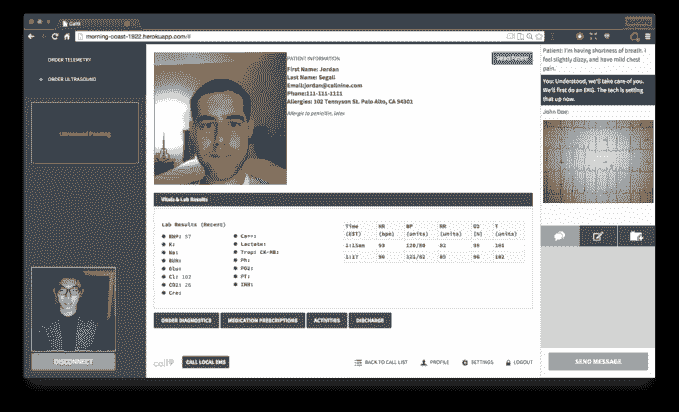 Call9
morning-coast-1922.herokuapp.com/#
ORDER TELEMETRY
+ ORDER ULTRASOUND
Ultrasound Pending
DISCONNECT
PATIENT INFORMATION:
First Name: Jordan
Last Name: Segall
Email:jordan@callnine.com
Phone:111-111-1111
Allergies: 102 Tennyson St. Palo Alto, CA 94301
Allergic to penicilin, latex
Vitals & Lab Results
Lab Results (Recent)
BNP: 57
K:
Na:
BUN:
Glu:
Cl: 102
CO2: 26
Cre:
Ca++:
Lactate:
Trop: CK-MB:
Ph:
PO2:
PT:
INR:
Time (EST) HR (bpm) BP (units) RR (units) O2 (%) T (units)
1:15am 93 120/80 82 99 101
1:17 90 121/82 85 96 102
ORDER DIAGNOSTICS
MEDICATION PRESCRIPTIONS
ACTIVITIES
DISCHARGE
call9
CALL LOCAL EMS
BACK TO CALL LIST
PROFILE
SETTINGS
LOGOUT
Patient: I'm having shortness of breath. I
feel slightly dizzy, and have mild chest
pain.
You: Understood, we'll take care of you.
We'll first do an EKG. The tech is setting
that up now.
John Doe:
SEND MESSAGE